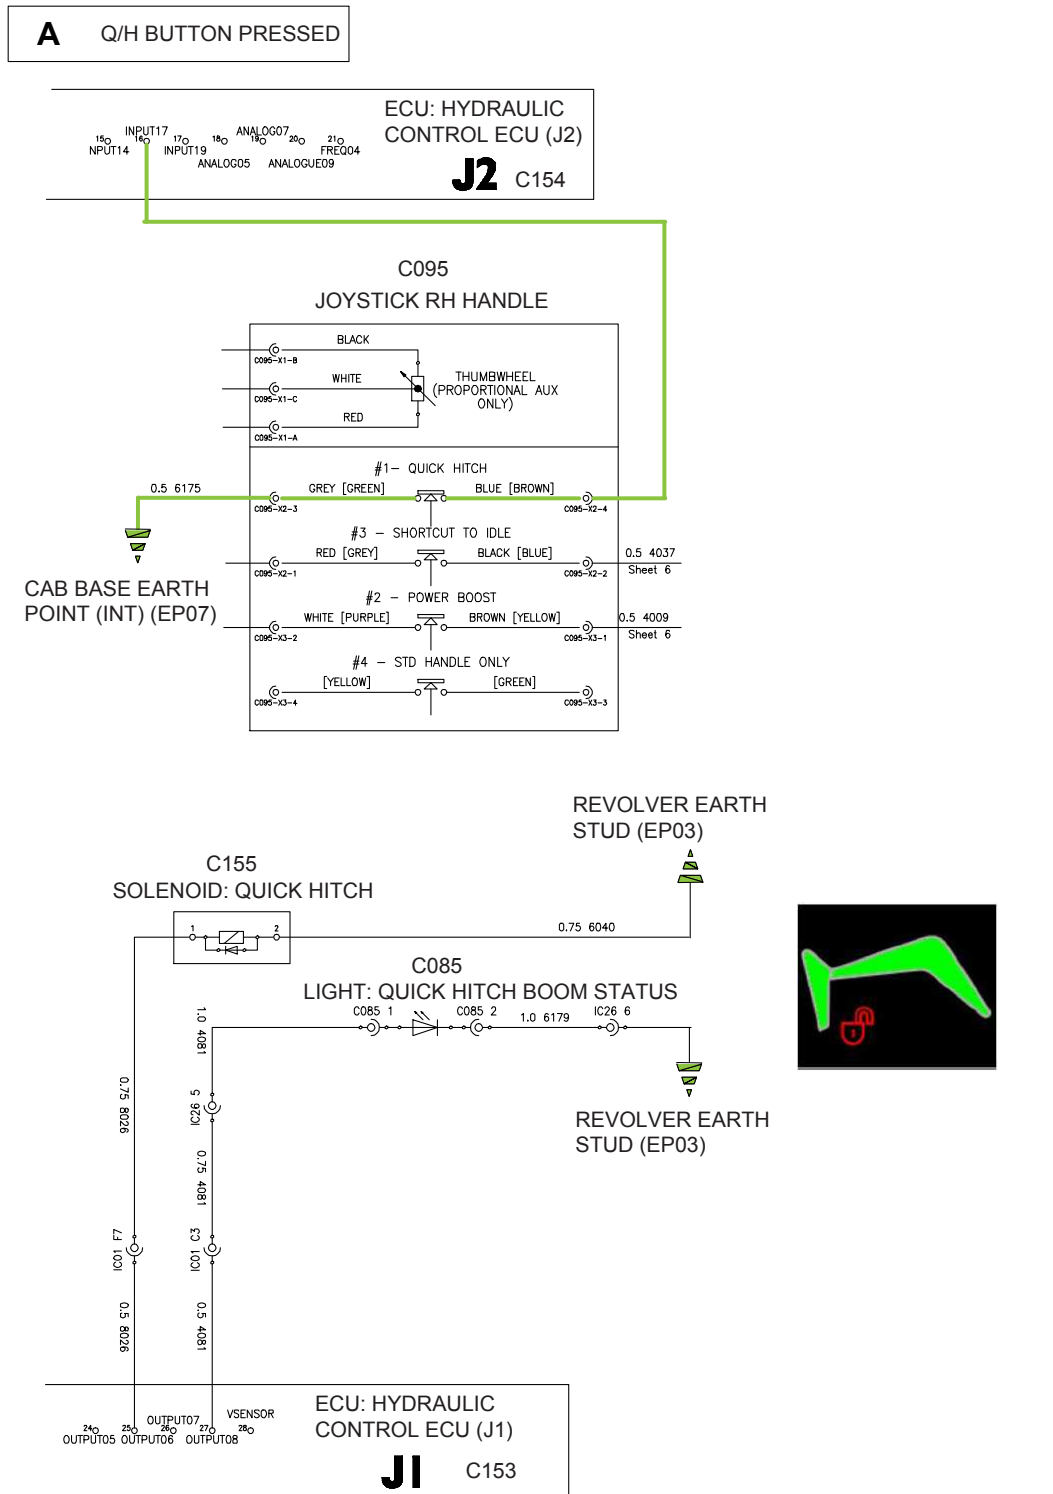 A Q/H BUTTON PRESSED
ECU: HYDRAULIC
CONTROL ECU (J2)
J2 C154
INPUT17 ANALOG07
15 16 17 18 19 20 21
NPUT14 INPUT19 FREQ04
ANALOG05 ANALOGUE09
C095
JOYSTICK RH HANDLE
BLACK
C095-X1-B
WHITE
C095-X1-C
RED
C095-X1-A
THUMBWHEEL
(PROPORTIONAL AUX
ONLY)
#1- QUICK HITCH
0.5 6175
GREY [GREEN] BLUE [BROWN]
C095-X2-3 C095-X2-4
#3 - SHORTCUT TO IDLE
RED [GREY] BLACK [BLUE] 0.5 4037
C095-X2-1 C095-X2-2 Sheet 6
CAB BASE EARTH
POINT (INT) (EP07)
#2 - POWER BOOST
WHITE [PURPLE] BROWN [YELLOW] 0.5 4009
C095-X3-2 C095-X3-1 Sheet 6
#4 - STD HANDLE ONLY
[YELLOW] [GREEN]
C095-X3-4 C095-X3-3
REVOLVER EARTH
STUD (EP03)
C155
SOLENOID: QUICK HITCH
1 2
0.75 6040
C085
LIGHT: QUICK HITCH BOOM STATUS
C085 1 C085 2 1.0 6179 IC26 6
1.0 4081
0.75 8026
IC26 5
REVOLVER EARTH
STUD (EP03)
0.75 4081
IC01 F7
IC01 C3
0.5 8026
0.5 4081
ECU: HYDRAULIC
CONTROL ECU (J1)
J1 C153
OUTPUT07 VSENSOR
24 25 26 27 28
OUTPUT05 OUTPUT06 OUTPUT08